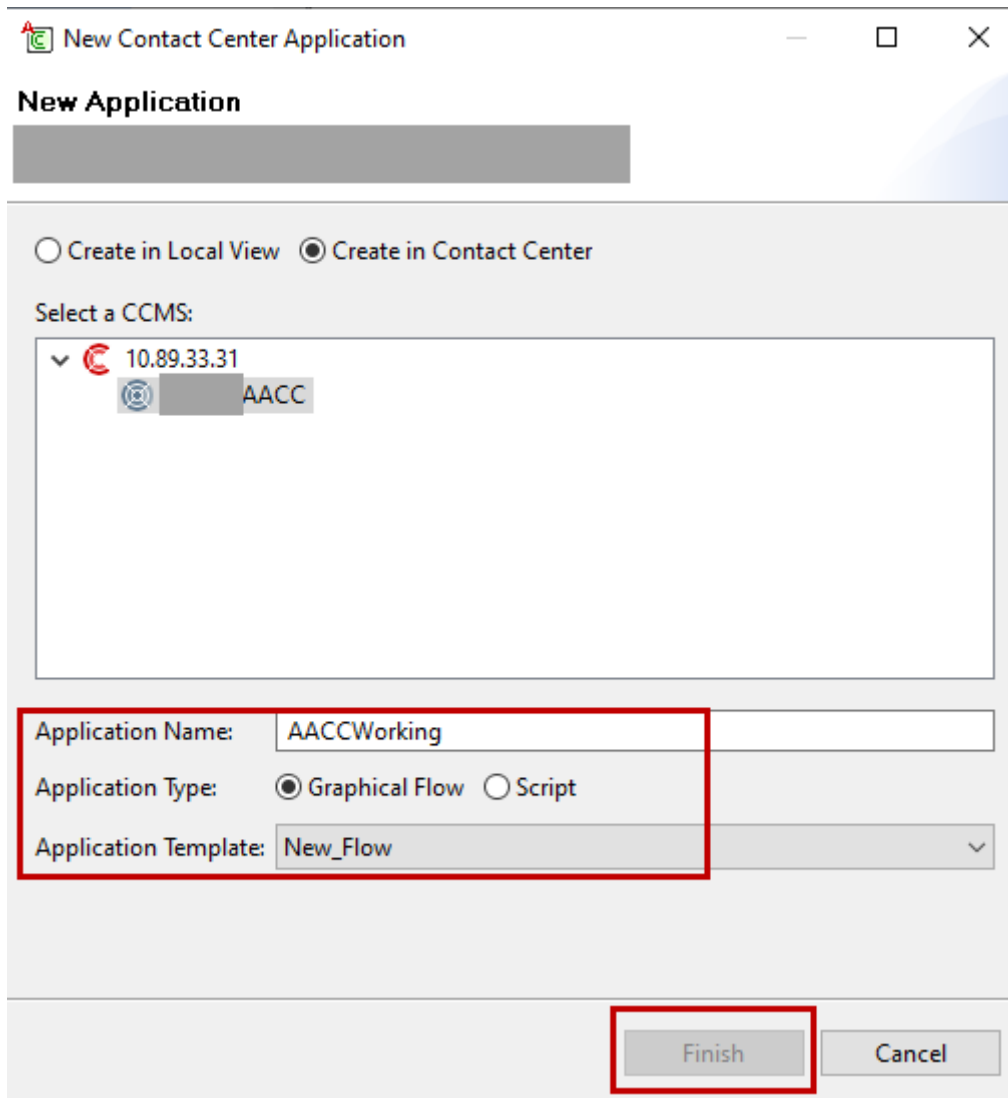 New Contact Center Application
New Application
Create in Local View Create in Contact Center
Select a CCMS:
10.89.33.31
AACC
Application Name: AACCWorking
Application Type: Graphical Flow Script
Application Template: New_Flow
Finish Cancel